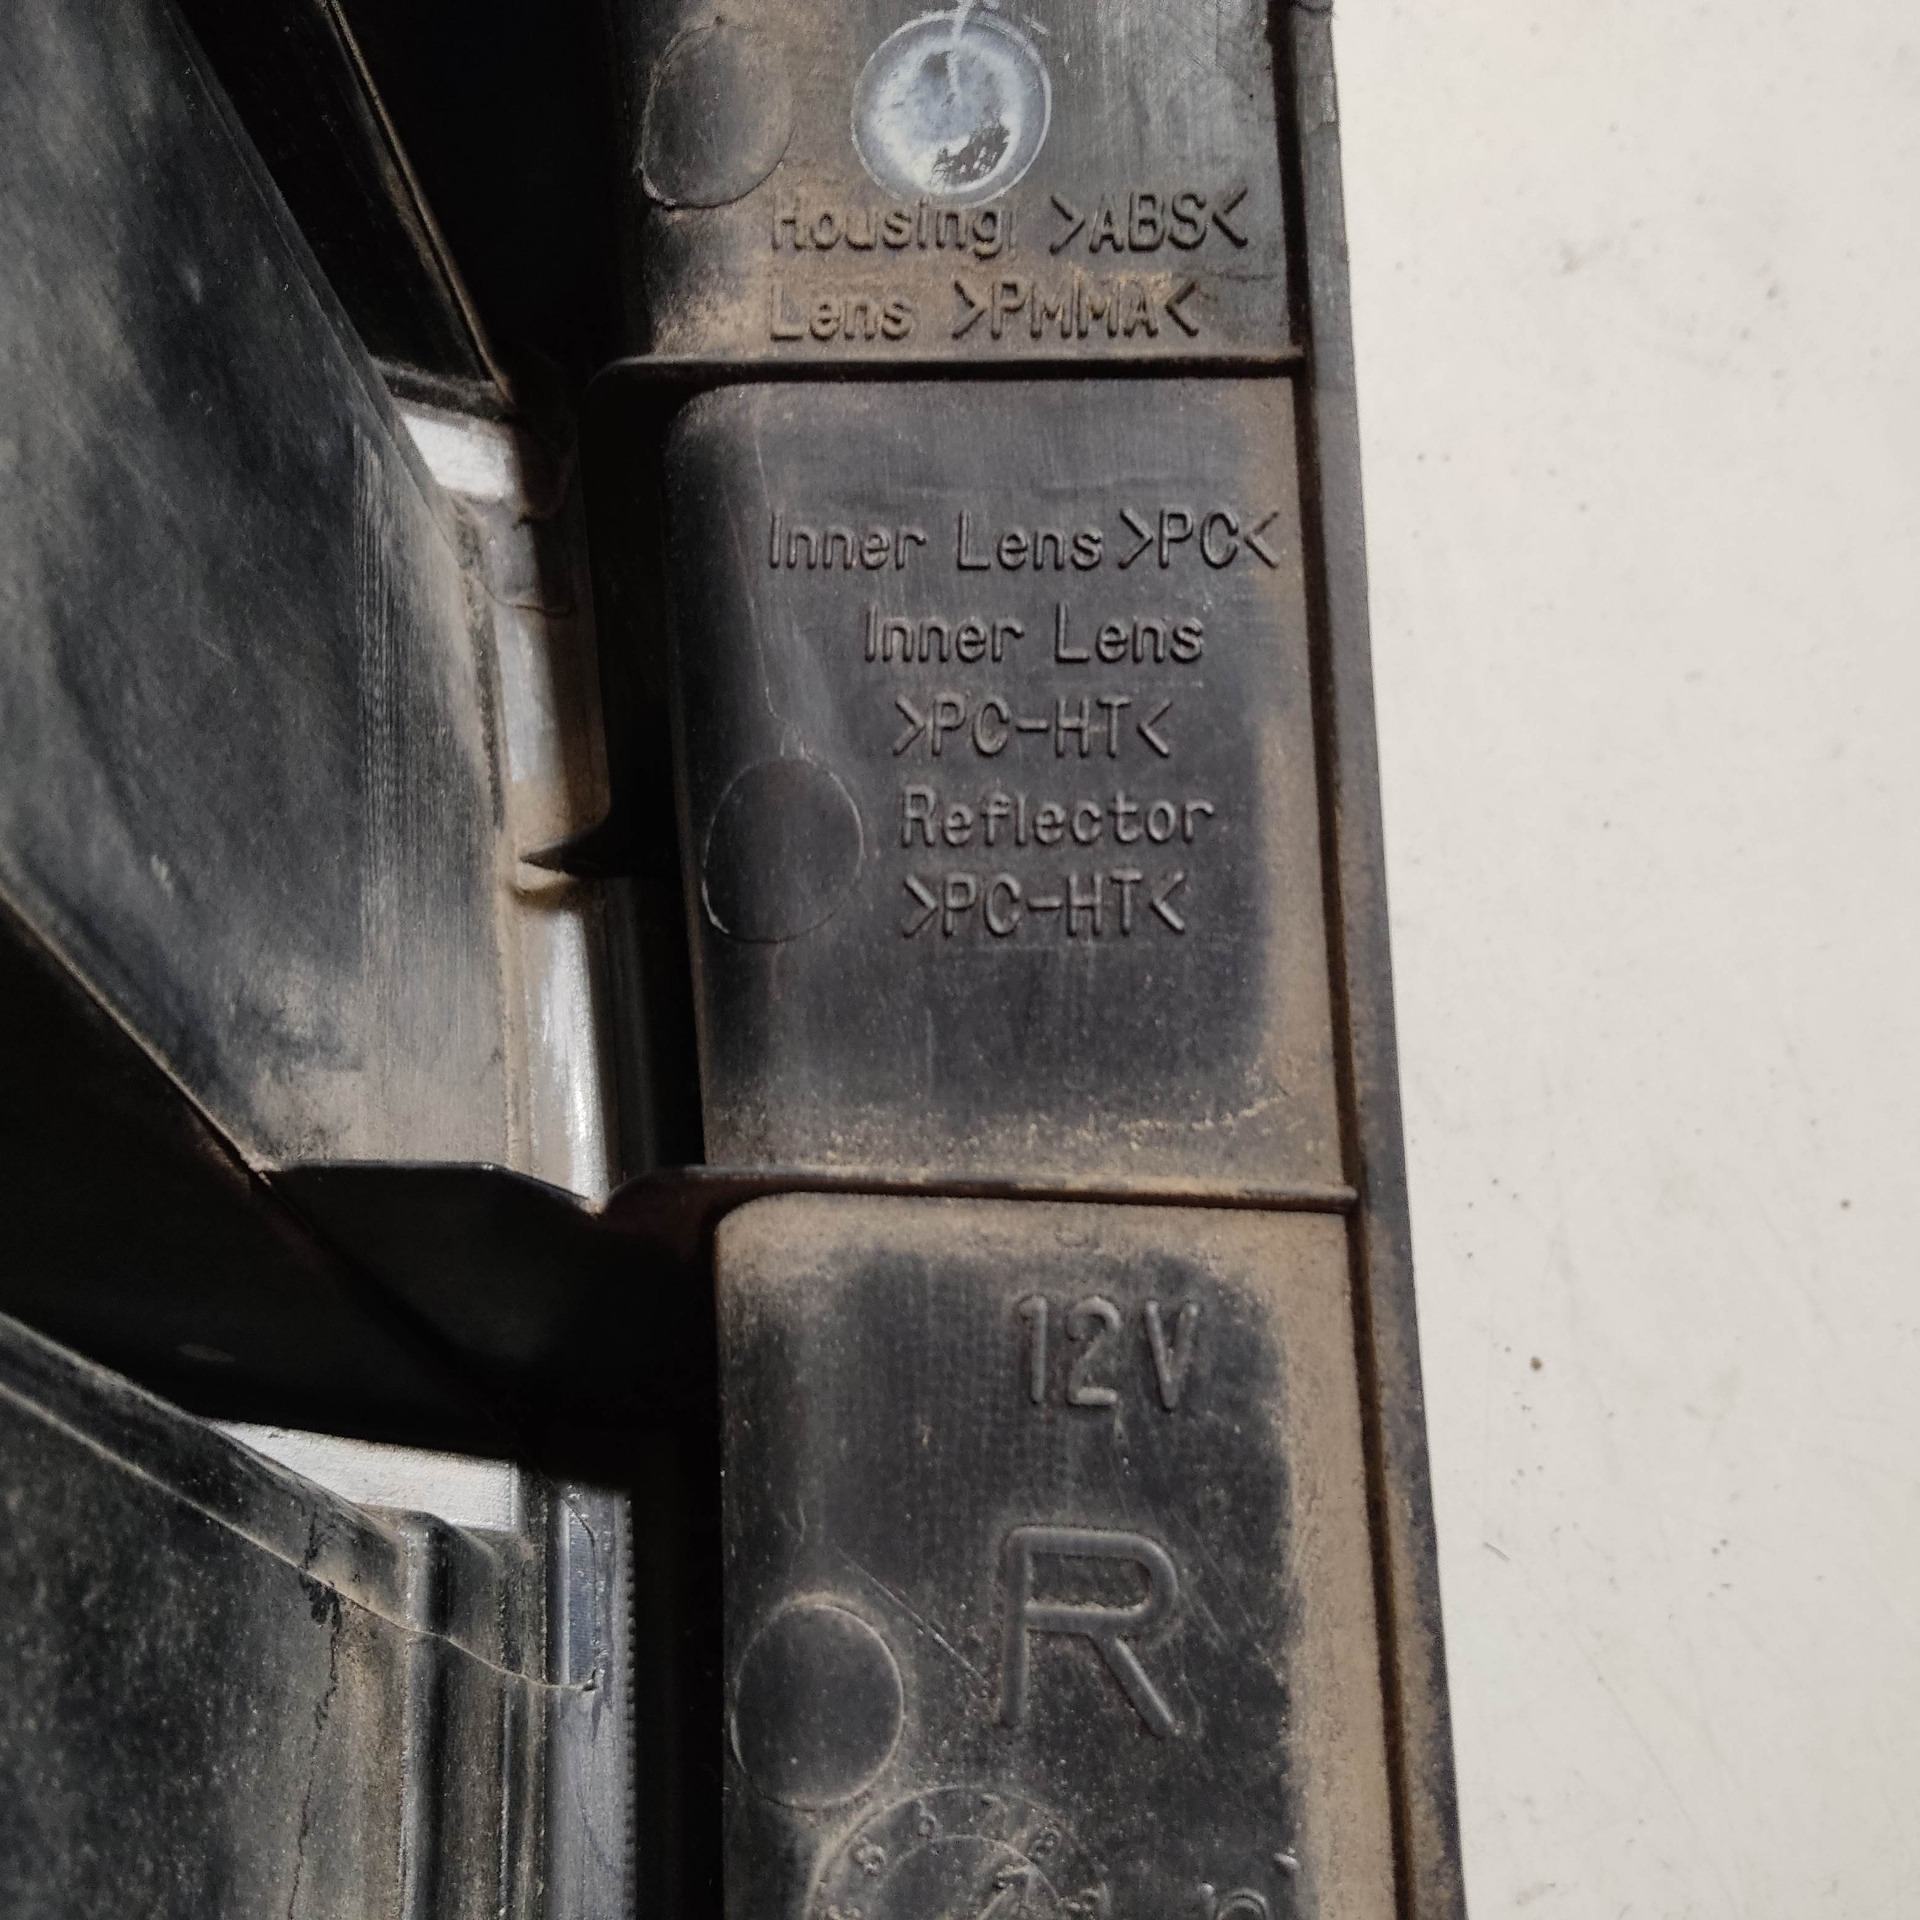 Housing >ABS<
Lens >PMMA<
Inner Lens >PC<
Inner Lens
>PC-HT<
Reflector
>PC-HT<
12V
R